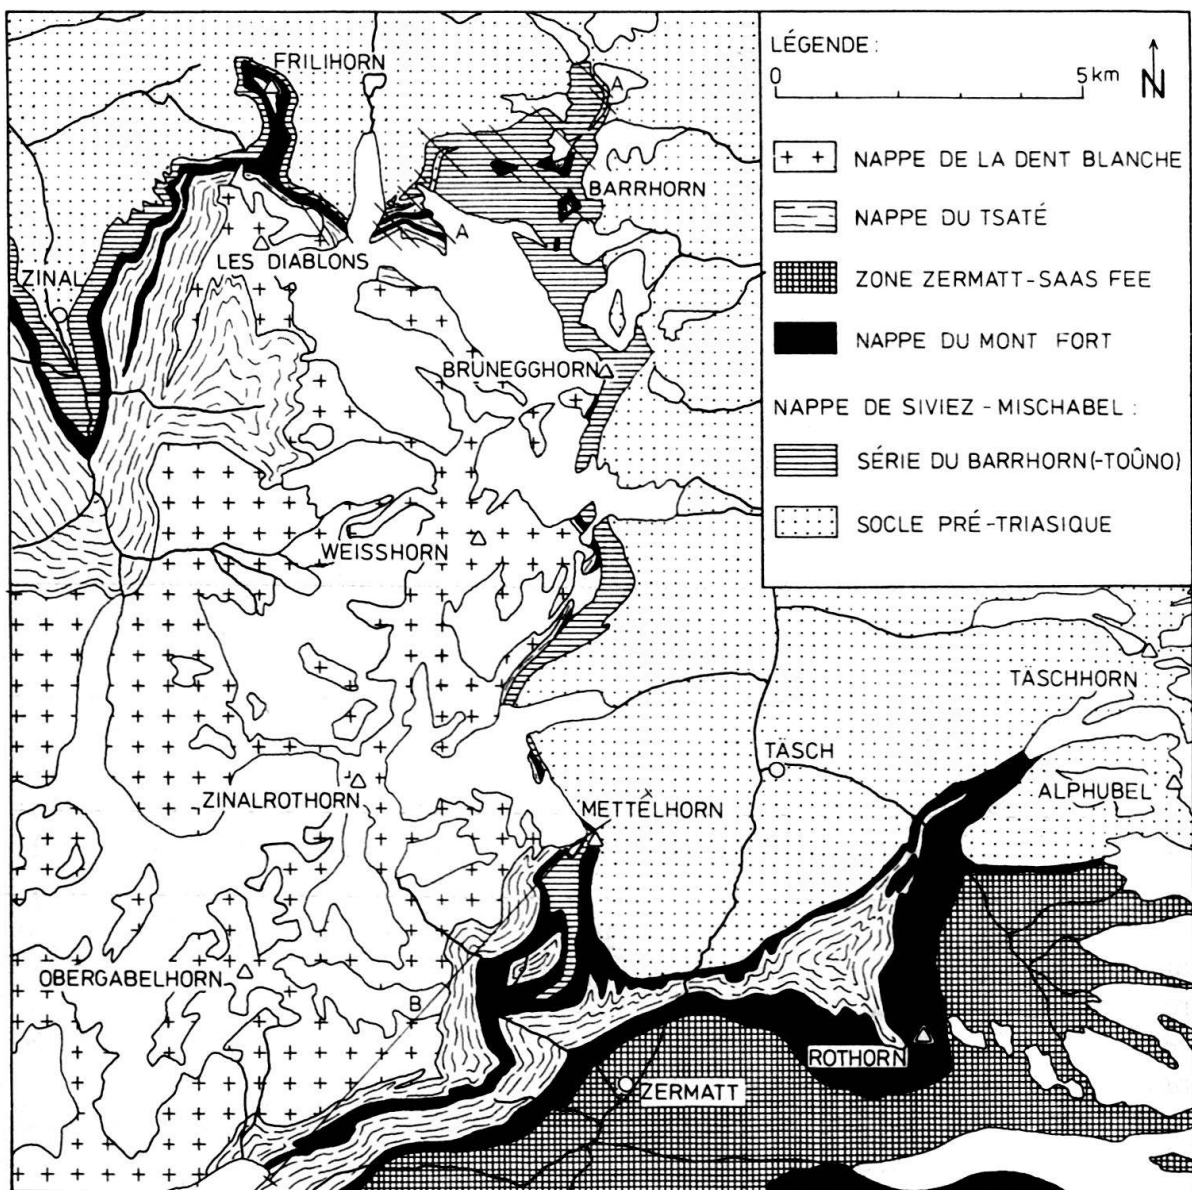 LÉGENDE:
0 5 km
N
+ + NAPPE DE LA DENT BLANCHE
NAPPE DU TSATÉ
ZONE ZERMATT-SAAS FEE
NAPPE DU MONT FORT
NAPPE DE SIVIEZ - MISCHABEL :
SÉRIE DU BARRHORN(-TOÛNO)
SOCLE PRÉ-TRIASIQUE
FRILIHORN
A
BARRHORN
A
ZINAL
LES DIABLONS
BRUNEGGHORN
WEISSHORN
TÄSCHHORN
TÄSCH
ZINALROTHORN
METTELHORN
ALPHUBEL
OBERGABELHORN
B
ROTHORN
ZERMATT